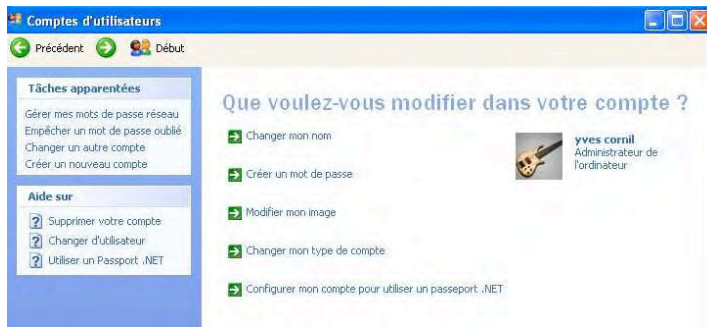 Comptes d'utilisateurs
Précédent
Début
Tâches apparentées
Gérer mes mots de passe réseau
Empêcher un mot de passe oublié
Changer un autre compte
Créer un nouveau compte
Aide sur
Supprimer votre compte
Changer d'utilisateur
Utiliser un Passport .NET
Que voulez-vous modifier dans votre compte ?
Changer mon nom
Créer un mot de passe
Modifier mon image
Changer mon type de compte
Configurer mon compte pour utiliser un passeport .NET
yves cornil
Administrateur de
l'ordinateur